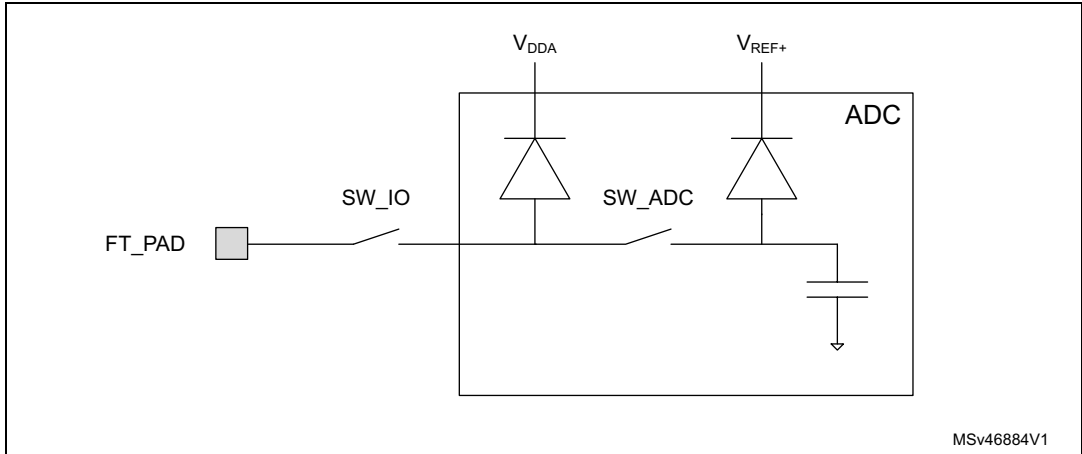 VDDA
VREF+
ADC
SW_IO
SW_ADC
FT_PAD
MSv46884V1